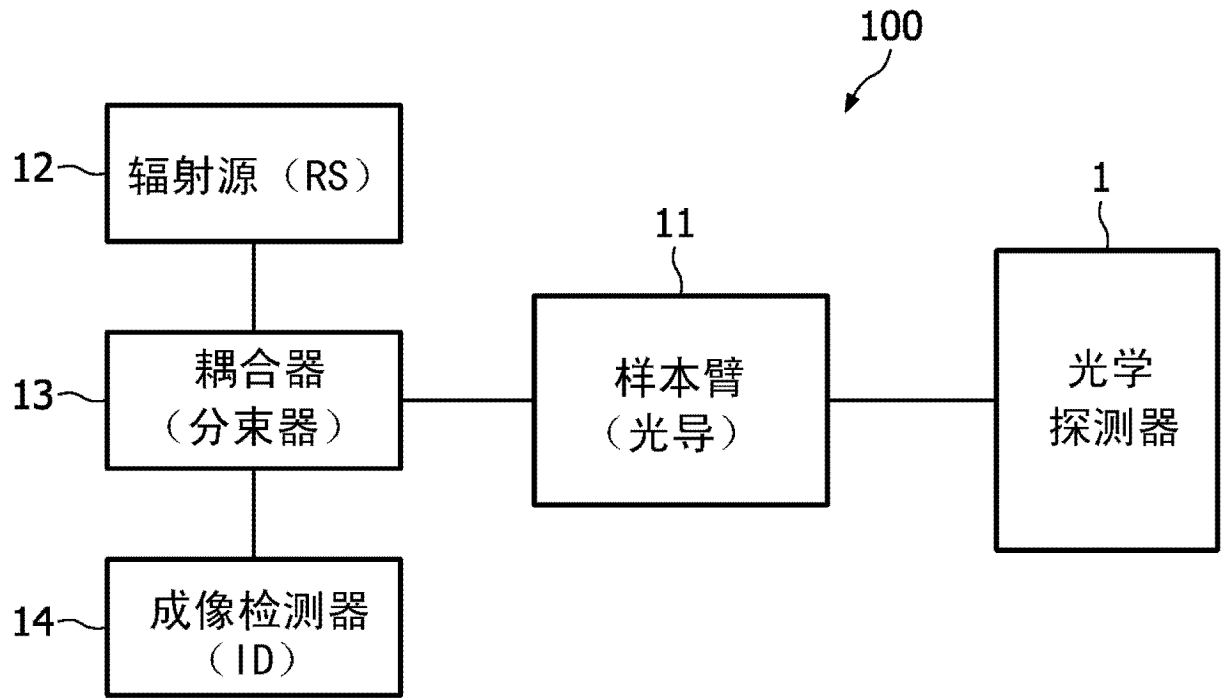 100
12
辐射源（RS）
13
耦合器
（分束器）
14
成像检测器
（ID）
11
样本臂
（光导）
1
光学
探测器